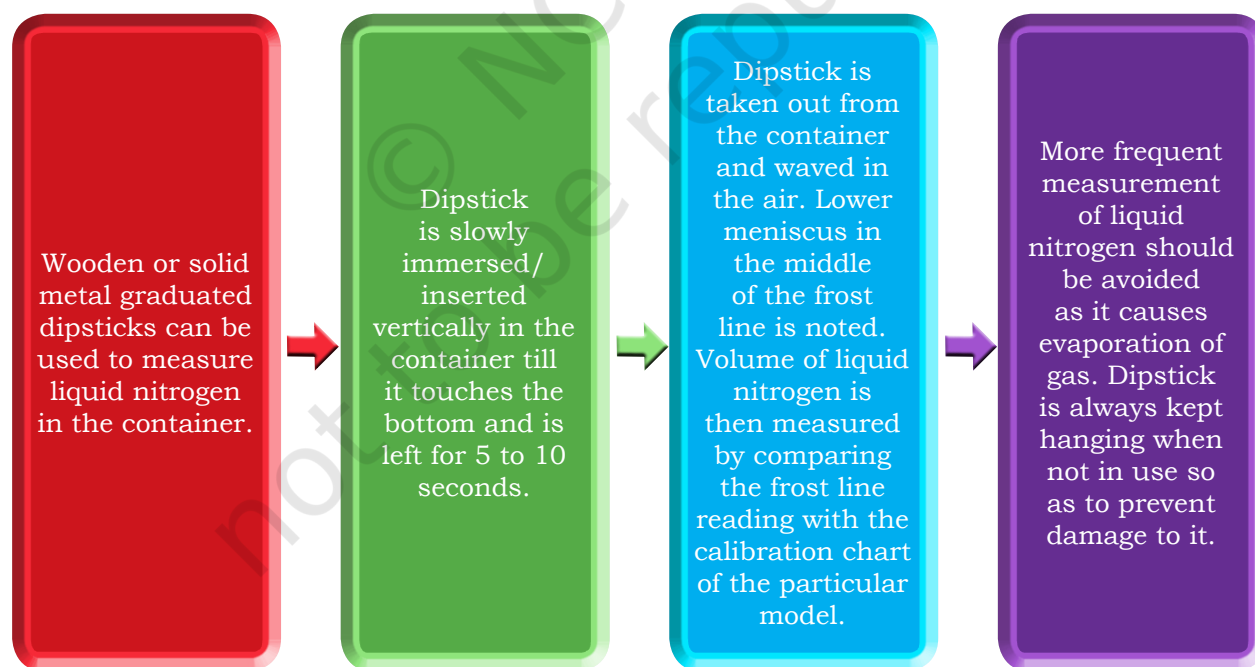 Wooden or solid
metal graduated
dipsticks can be
used to measure
liquid nitrogen
in the container.
Dipstick
is slowly
immersed/
inserted
vertically in the
container till
it touches the
bottom and is
left for 5 to 10
seconds.
Dipstick is
taken out from
the container
and waved in
the air. Lower
meniscus in
the middle
of the frost
line is noted.
Volume of liquid
nitrogen is
then measured
by comparing
the frost line
reading with the
calibration chart
of the particular
model.
More frequent
measurement
of liquid
nitrogen should
be avoided
as it causes
evaporation of
gas. Dipstick
is always kept
hanging when
not in use so
as to prevent
damage to it.
© NC
not to be repu